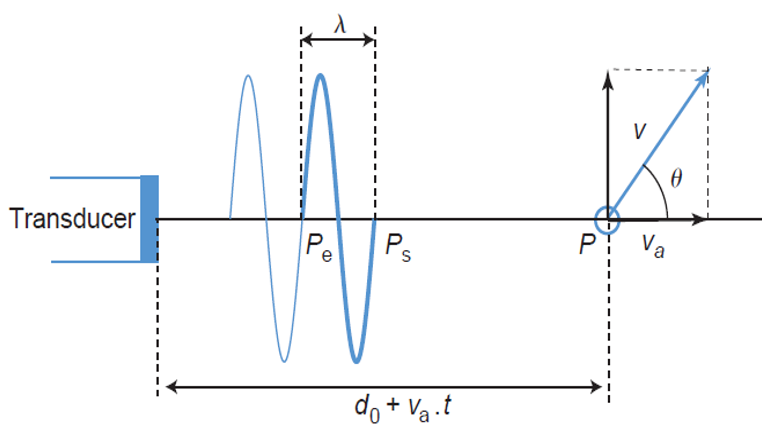 λ
v
θ
Transducer
Pₑ
Pₛ
P
vₐ
d₀ + vₐ.t